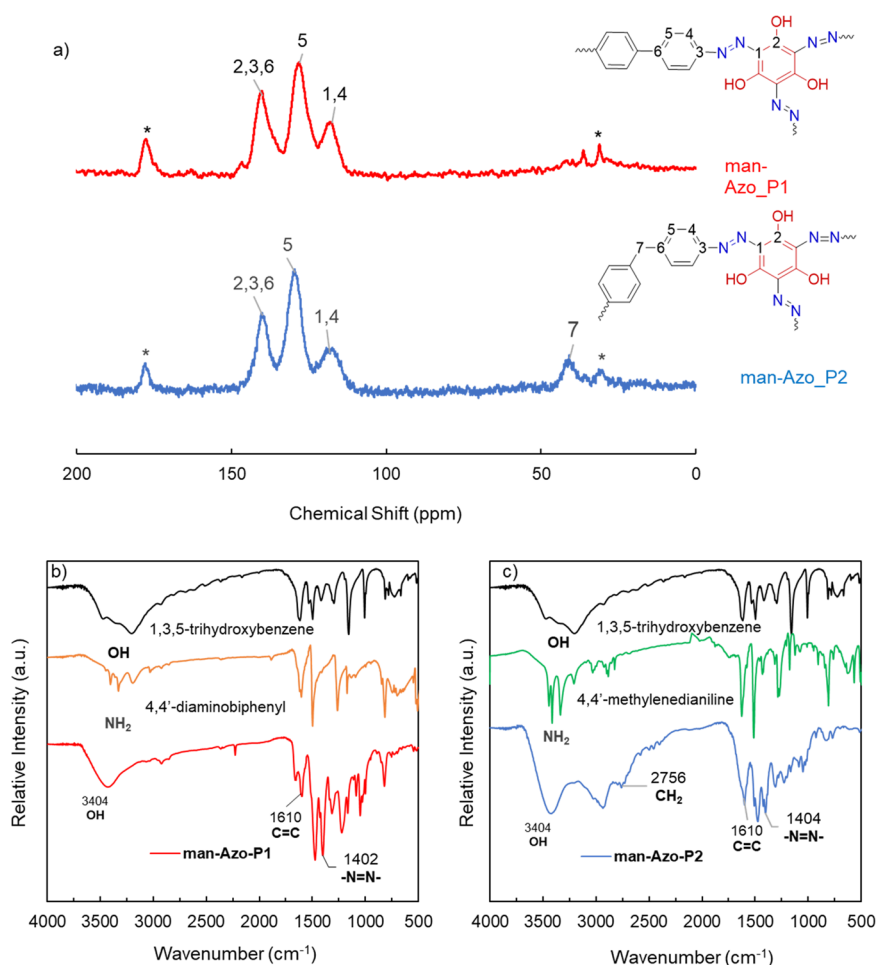 a)
5
2,3,6
1,4
*
*
5 4
6 3
N
N
1
2
OH
N=N
HO
OH
N
N
man-
Azo_P1
5
2,3,6
1,4
7
*
*
7
5 4
6 3
N
N
1
2
OH
N=N
HO
OH
N
N
man-Azo_P2
200 150 100 50 0
Chemical Shift (ppm)
b)
1,3,5-trihydroxybenzene
OH
4,4'-diaminobiphenyl
NH2
3404
OH
1610
C=C
man-Azo-P1
1402
-N=N-
Relative Intensity (a.u.)
4000 3500 3000 2500 2000 1500 1000 500
Wavenumber (cm-1)
c)
1,3,5-trihydroxybenzene
OH
4,4'-methylenedianiline
NH2
2756
CH2
3404
OH
1610
C=C
1404
-N=N-
man-Azo-P2
Relative Intensity (a.u.)
4000 3500 3000 2500 2000 1500 1000 500
Wavenumber (cm-1)